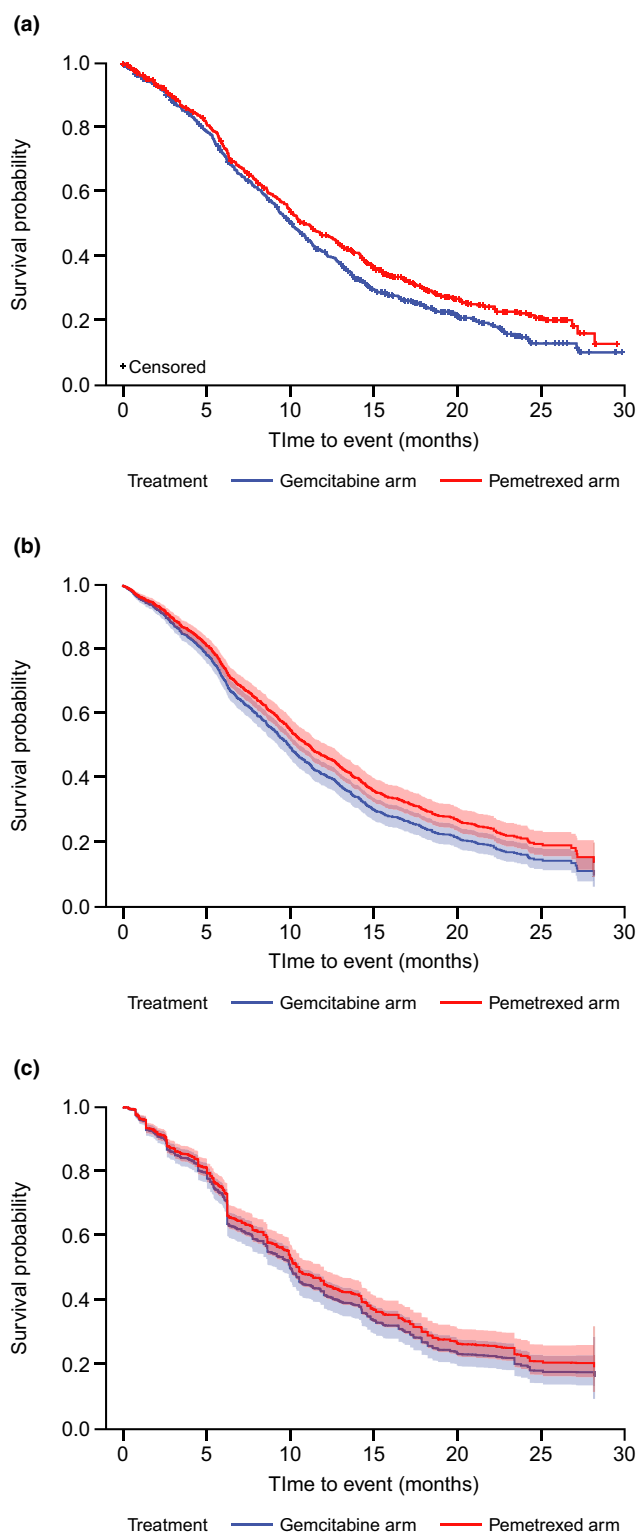 (a)
Survival probability
1.0
0.8
0.6
0.4
0.2
0.0
+Censored
0 5 10 15 20 25 30
TIme to event (months)
Treatment Gemcitabine arm Pemetrexed arm
(b)
Survival probability
1.0
0.8
0.6
0.4
0.2
0.0
0 5 10 15 20 25 30
TIme to event (months)
Treatment Gemcitabine arm Pemetrexed arm
(c)
Survival probability
1.0
0.8
0.6
0.4
0.2
0.0
0 5 10 15 20 25 30
TIme to event (months)
Treatment Gemcitabine arm Pemetrexed arm